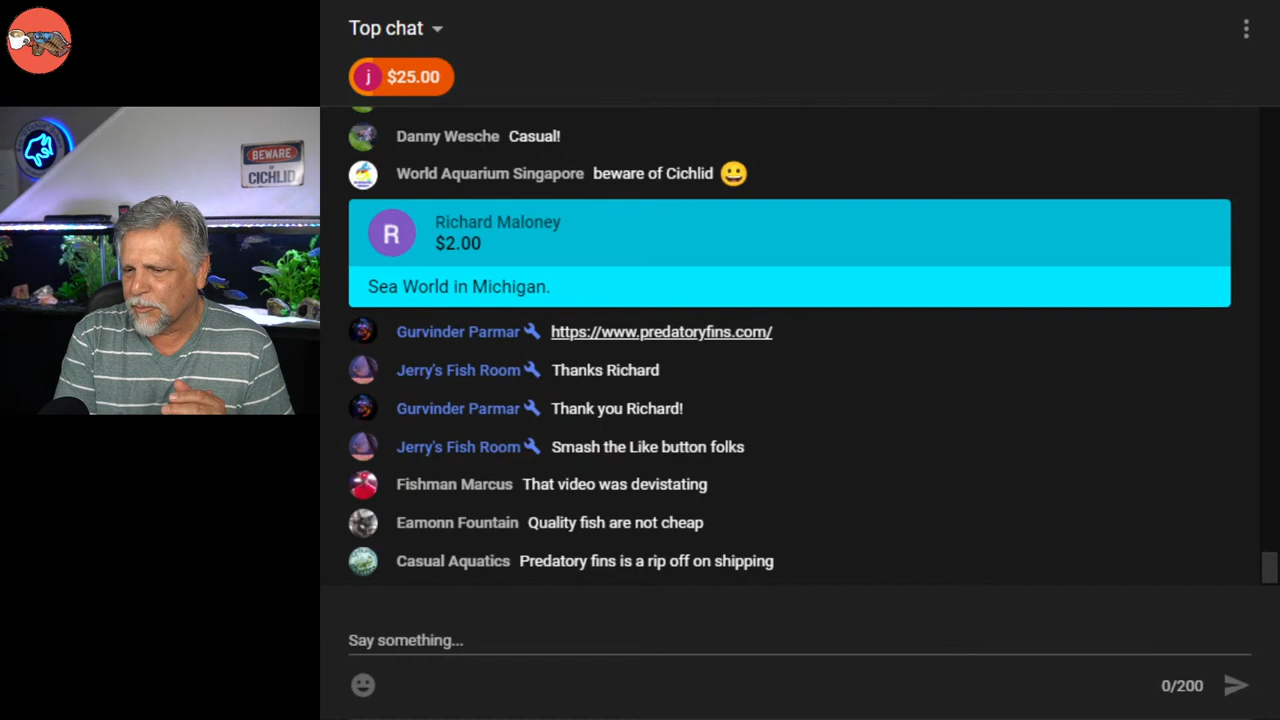 Top chat
j $25.00
Danny Wesche Casual!
BEWARE
OF
CICHLID
World Aquarium Singapore beware of Cichlid 😀
R
Richard Maloney
$2.00
Sea World in Michigan.
Gurvinder Parmar https://www.predatoryfins.com/
Jerry's Fish Room Thanks Richard
Gurvinder Parmar Thank you Richard!
Jerry's Fish Room Smash the Like button folks
Fishman Marcus That video was devistating
Eamonn Fountain Quality fish are not cheap
Casual Aquatics Predatory fins is a rip off on shipping
Say something...
0/200